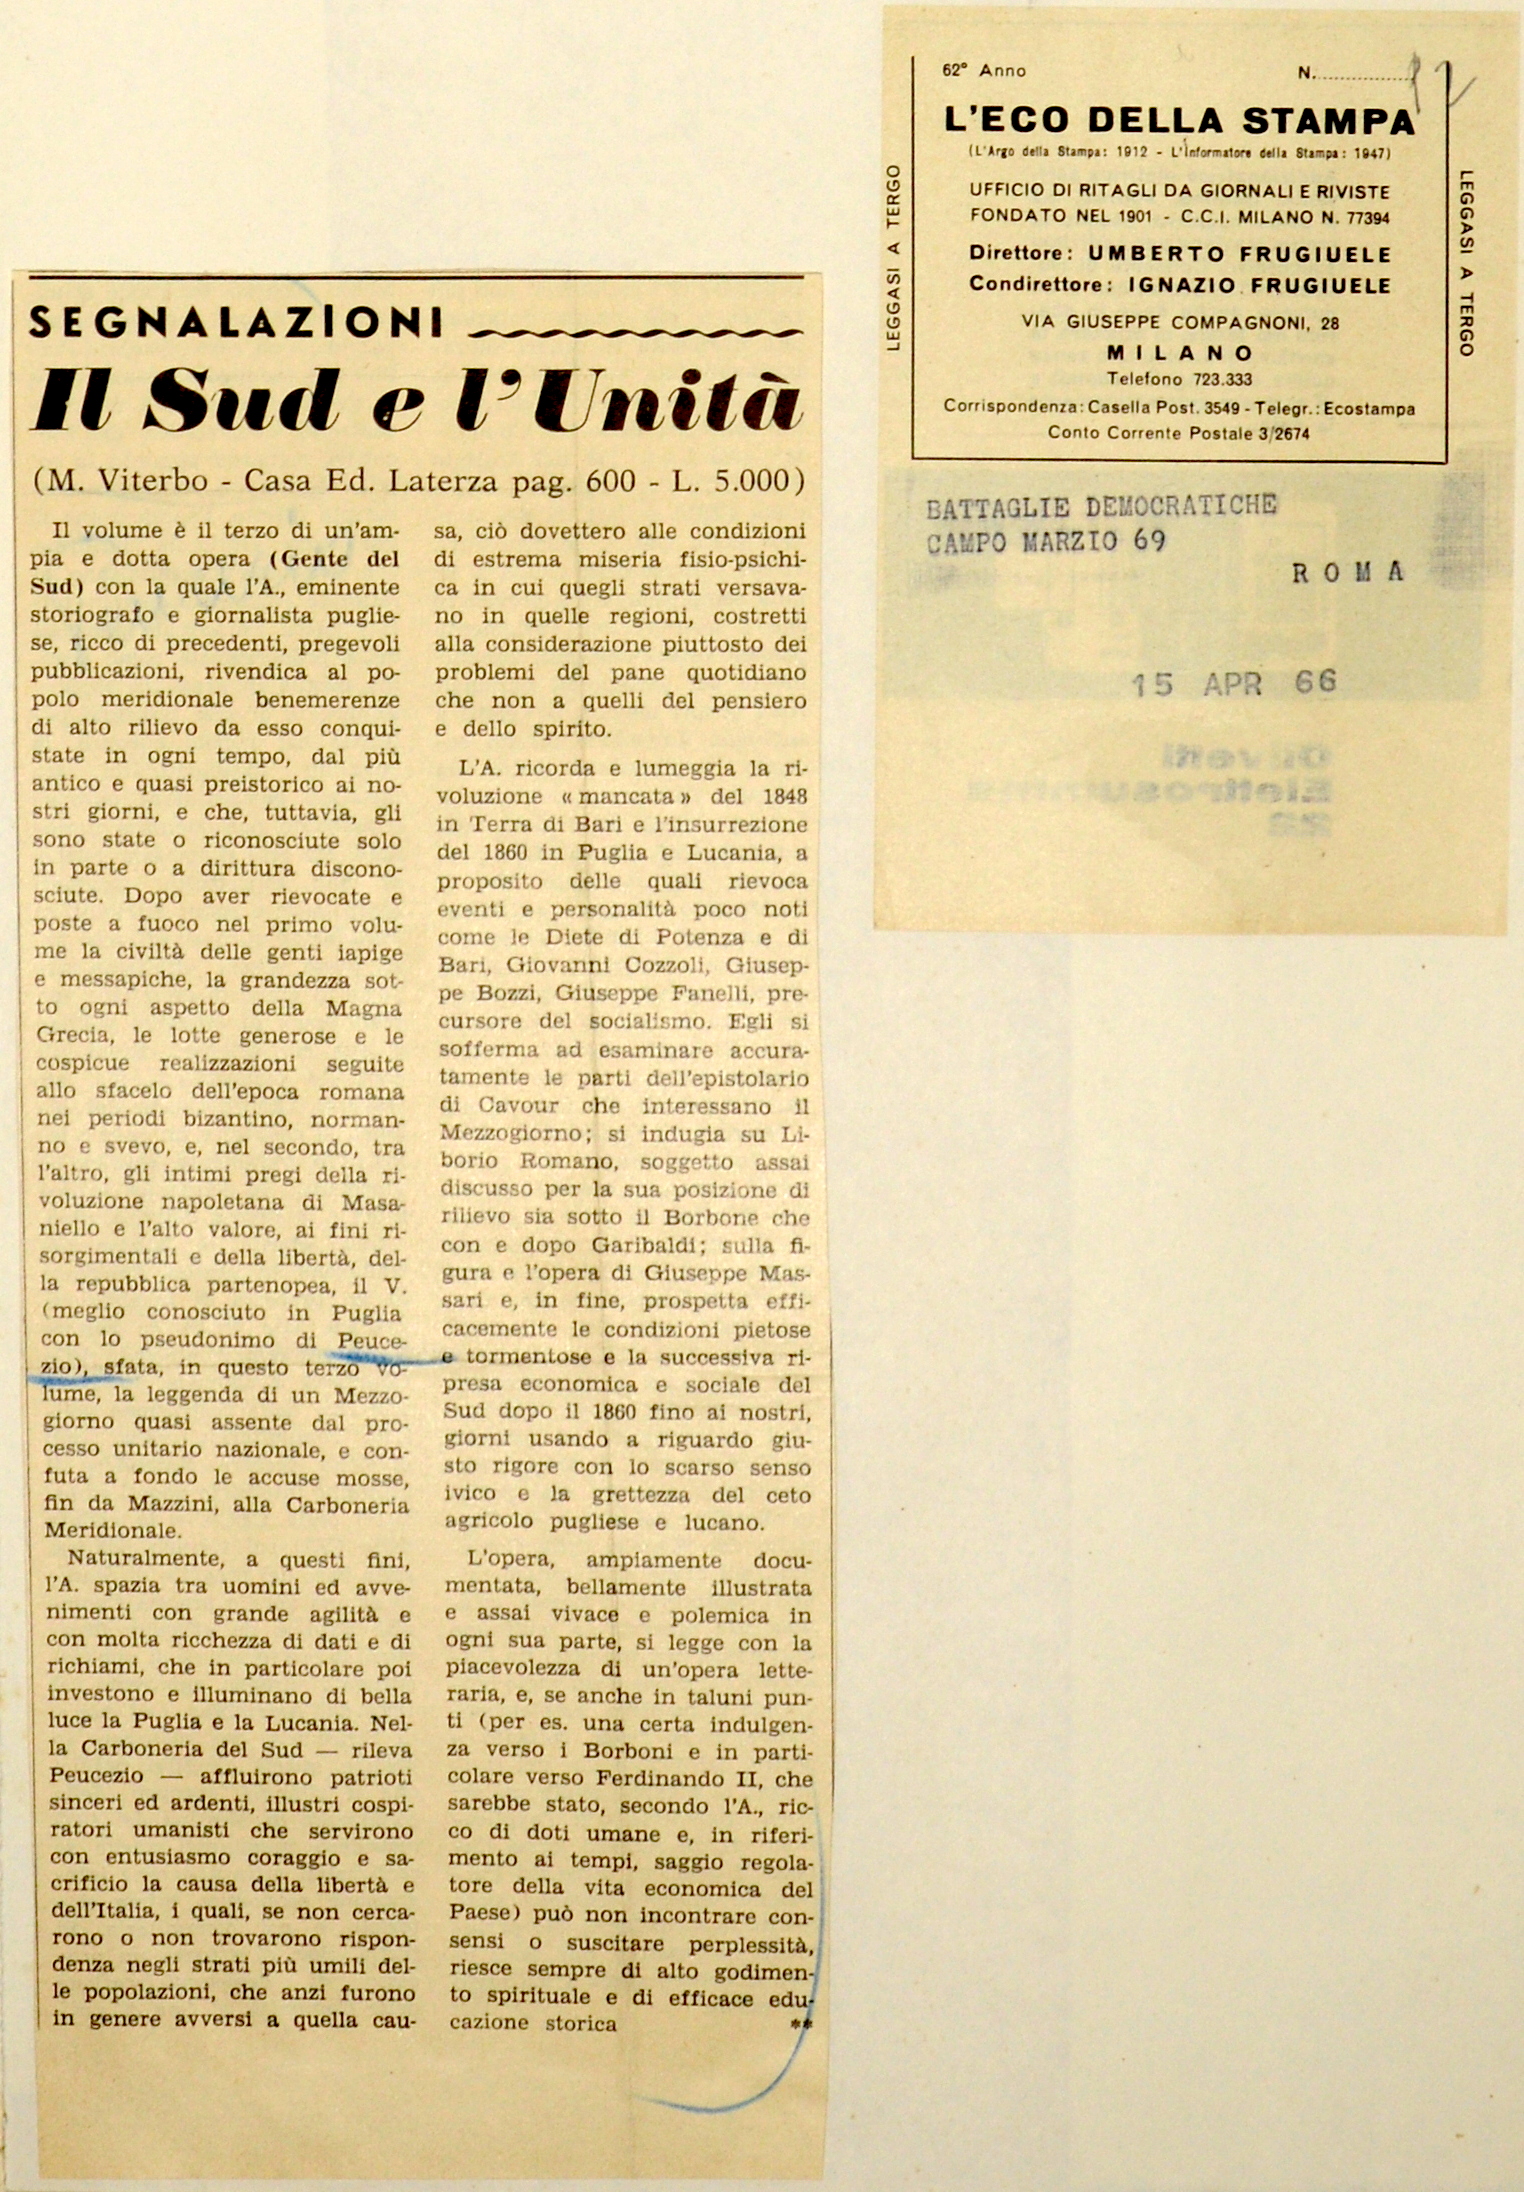 SEGNALAZIONI
Il Sud e l'Unità
(M. Viterbo - Casa Ed. Laterza pag. 600 - L. 5.000)
Il volume è il terzo di un'am-
pia e dotta opera (Gente del
Sud) con la quale l'A., eminente
storiografo e giornalista puglie-
se, ricco di precedenti, pregevoli
pubblicazioni, rivendica al po-
polo meridionale benemerenze
di alto rilievo da esso conqui-
state in ogni tempo, dal più
antico e quasi preistorico ai no-
stri giorni, e che, tuttavia, gli
sono state o riconosciute solo
in parte o a dirittura discono-
sciute. Dopo aver rievocate e
poste a fuoco nel primo volu-
me la civiltà delle genti iapige
e messapiche, la grandezza sot-
to ogni aspetto della Magna
Grecia, le lotte generose e le
cospicue realizzazioni seguite
allo sfacelo dell'epoca romana
nei periodi bizantino, norman-
no e svevo, e, nel secondo, tra
l'altro, gli intimi pregi della ri-
voluzione napoletana di Masa-
niello e l'alto valore, ai fini ri-
sorgimentali e della libertà, del-
la repubblica partenopea, il V.
(meglio conosciuto in Puglia
con lo pseudonimo di Peuce-
zio), sfata, in questo terzo vo-
lume, la leggenda di un Mezzo-
giorno quasi assente dal pro-
cesso unitario nazionale, e con-
futa a fondo le accuse mosse,
fin da Mazzini, alla Carboneria
Meridionale.
Naturalmente, a questi fini,
l'A. spazia tra uomini ed avve-
nimenti con grande agilità e
con molta ricchezza di dati e di
richiami, che in particolare poi
investono e illuminano di bella
luce la Puglia e la Lucania. Nel-
la Carboneria del Sud — rileva
Peucezio — affluirono patrioti
sinceri ed ardenti, illustri cospi-
ratori umanisti che servirono
con entusiasmo coraggio e sa-
crificio la causa della libertà e
dell'Italia, i quali, se non cerca-
rono o non trovarono rispon-
denza negli strati più umili del-
le popolazioni, che anzi furono
in genere avversi a quella cau-
sa, ciò dovettero alle condizioni
di estrema miseria fisio-psichi-
ca in cui quegli strati versava-
no in quelle regioni, costretti
alla considerazione piuttosto dei
problemi del pane quotidiano
che non a quelli del pensiero
e dello spirito.
L'A. ricorda e lumeggia la ri-
voluzione « mancata » del 1848
in Terra di Bari e l'insurrezione
del 1860 in Puglia e Lucania, a
proposito delle quali rievoca
eventi e personalità poco noti
come le Diete di Potenza e di
Bari, Giovanni Cozzoli, Giusep-
pe Bozzi, Giuseppe Fanelli, pre-
cursore del socialismo. Egli si
sofferma ad esaminare accura-
tamente le parti dell'epistolario
di Cavour che interessano il
Mezzogiorno; si indugia su Li-
borio Romano, soggetto assai
discusso per la sua posizione di
rilievo sia sotto il Borbone che
con e dopo Garibaldi; sulla fi-
gura e l'opera di Giuseppe Mas-
sari e, in fine, prospetta effi-
cacemente le condizioni pietose
e tormentose e la successiva ri-
presa economica e sociale del
Sud dopo il 1860 fino ai nostri,
giorni usando a riguardo giu-
sto rigore con lo scarso senso
ivico e la grettezza del ceto
agricolo pugliese e lucano.
L'opera, ampiamente docu-
mentata, bellamente illustrata
e assai vivace e polemica in
ogni sua parte, si legge con la
piacevolezza di un'opera lette-
raria, e, se anche in taluni pun-
ti (per es. una certa indulgen-
za verso i Borboni e in parti-
colare verso Ferdinando II, che
sarebbe stato, secondo l'A., ric-
co di doti umane e, in riferi-
mento ai tempi, saggio regola-
tore della vita economica del
Paese) può non incontrare con-
sensi o suscitare perplessità,
riesce sempre di alto godimen-
to spirituale e di efficace edu-
cazione storica **
62° Anno N.
L'ECO DELLA STAMPA
(L'Argo della Stampa: 1912 - L'Informatore della Stampa: 1947)
UFFICIO DI RITAGLI DA GIORNALI E RIVISTE
FONDATO NEL 1901 - C.C.I. MILANO N. 77394
Direttore: UMBERTO FRUGIUELE
Condirettore: IGNAZIO FRUGIUELE
VIA GIUSEPPE COMPAGNONI, 28
MILANO
Telefono 723.333
Corrispondenza: Casella Post. 3549 - Telegr.: Ecostampa
Conto Corrente Postale 3/2674
LEGGASI A TERGO
LEGGASI A TERGO
BATTAGLIE DEMOCRATICHE
CAMPO MARZIO 69
ROMA
15 APR 66